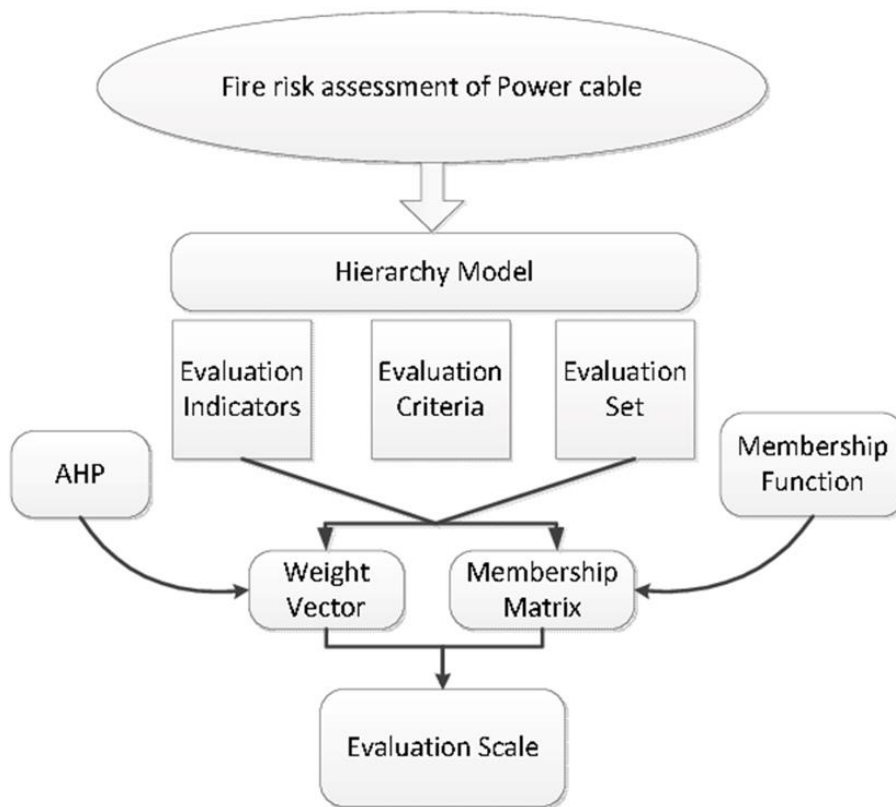 Fire risk assessment of Power cable
Hierarchy Model
Evaluation
Indicators
Evaluation
Criteria
Evaluation
Set
AHP
Membership
Function
Weight
Vector
Membership
Matrix
Evaluation Scale